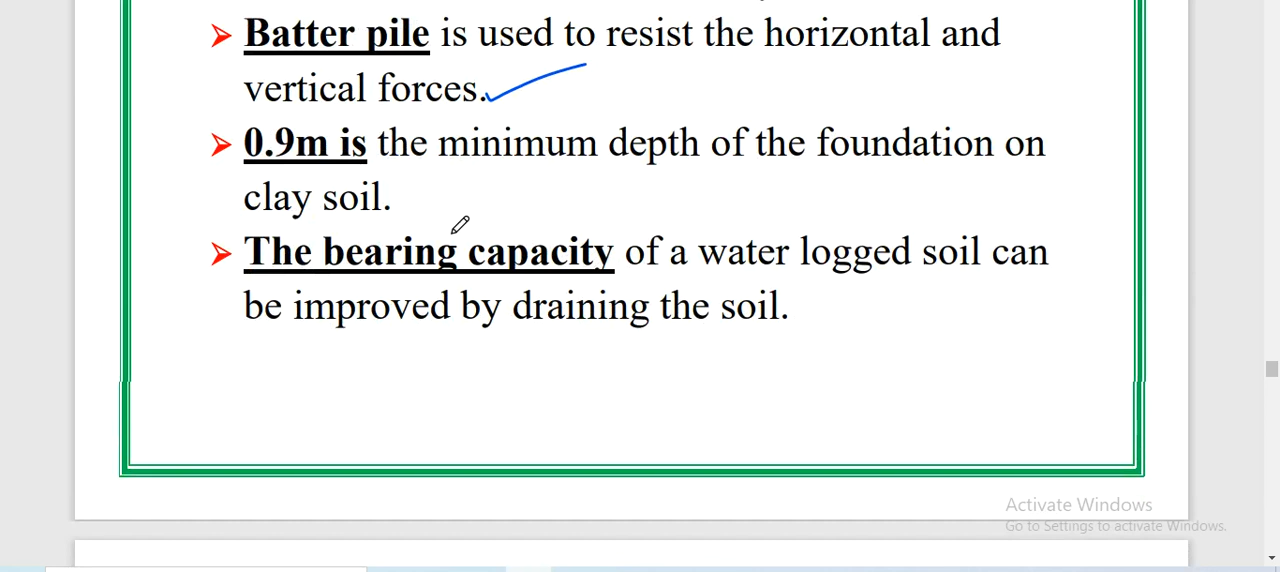 ➢ Batter pile is used to resist the horizontal and
vertical forces.
➢ 0.9m is the minimum depth of the foundation on
clay soil.
➢ The bearing capacity of a water logged soil can
be improved by draining the soil.
Activate Windows
Go to Settings to activate Windows.